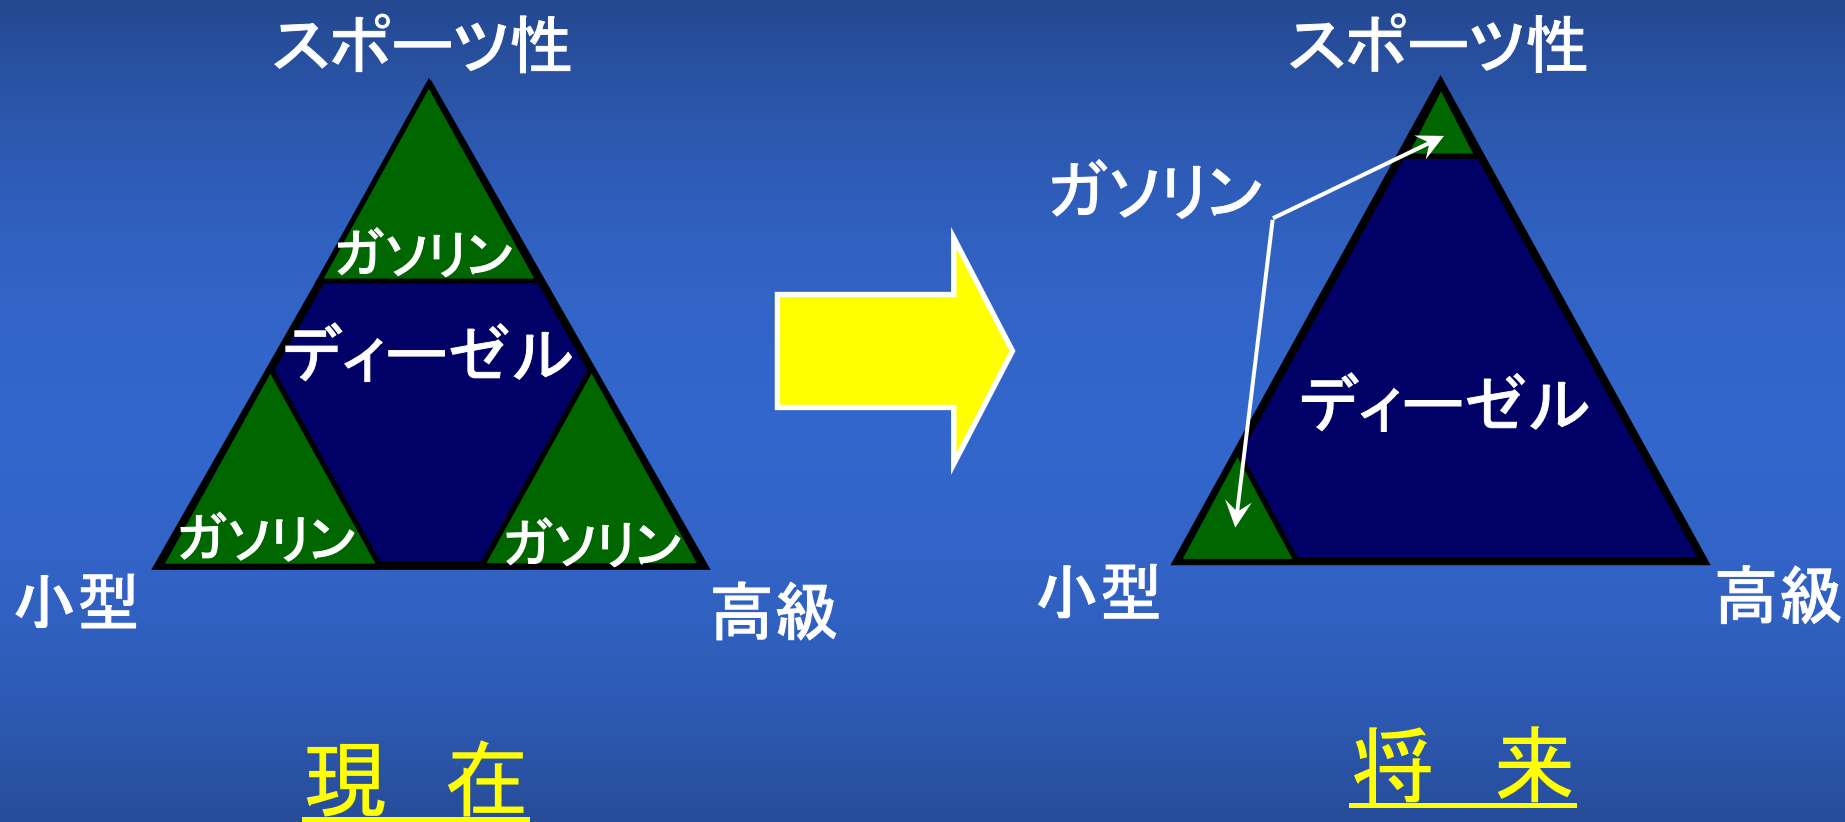 スポーツ性
ガソリン
ディーゼル
ガソリン
ガソリン
小型
高級
現 在
スポーツ性
ガソリン
ディーゼル
小型
高級
将 来